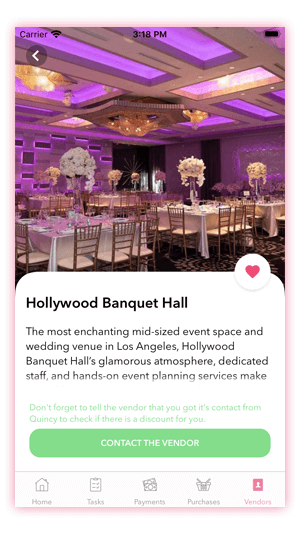 Carrier 3:18 PM
Hollywood Banquet Hall
The most enchanting mid-sized event space and
wedding venue in Los Angeles, Hollywood
Banquet Hall's glamorous atmosphere, dedicated
staff, and hands-on event planning services make
Don't forget to tell the vendor that you got it's contact from
Quincy to check if there is a discount for you.
CONTACT THE VENDOR
Home Tasks Payments Purchases Vendors